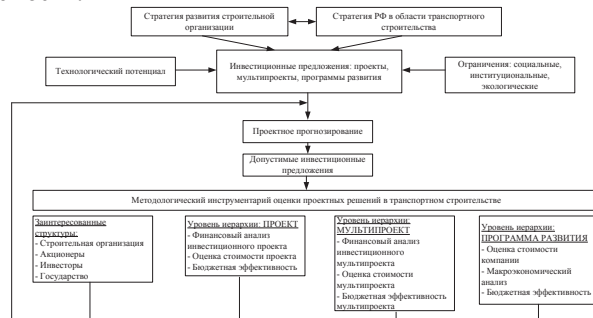 Стратегия развития строительной
организации
Стратегия РФ в области транспортного
строительства
Технологический потенциал
Инвестиционные предложения: проекты,
мультипроекты, программы развития
Ограничения: социальные,
институциональные,
экологические
Проектное прогнозирование
Допустимые инвестиционные
предложения
Методологический инструментарий оценки проектных решений в транспортном строительстве
Заинтересованные
структуры:
- Строительная организация
- Акционеры
- Инвесторы
- Государство
Уровень иерархии: ПРОЕКТ
- Финансовый анализ
инвестиционного проекта
- Оценка стоимости проекта
- Бюджетная эффективность
Уровень иерархии:
МУЛЬТИПРОЕКТ
- Финансовый анализ
инвестиционного
мультипроекта
- Оценка стоимости
мультипроекта
- Бюджетная эффективность
мультипроекта
Уровень иерархии:
ПРОГРАММА РАЗВИТИЯ
- Оценка стоимости
компании
- Макроэкономический
анализ
- Бюджетная эффективность